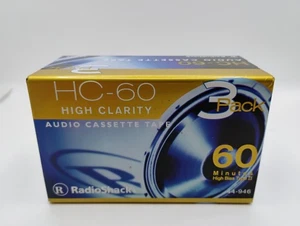 HC-60
HIGH CLARITY
AUDIO CASSETTE TAPE
3 Pack
60
Minutes
R RadioShack
44-946